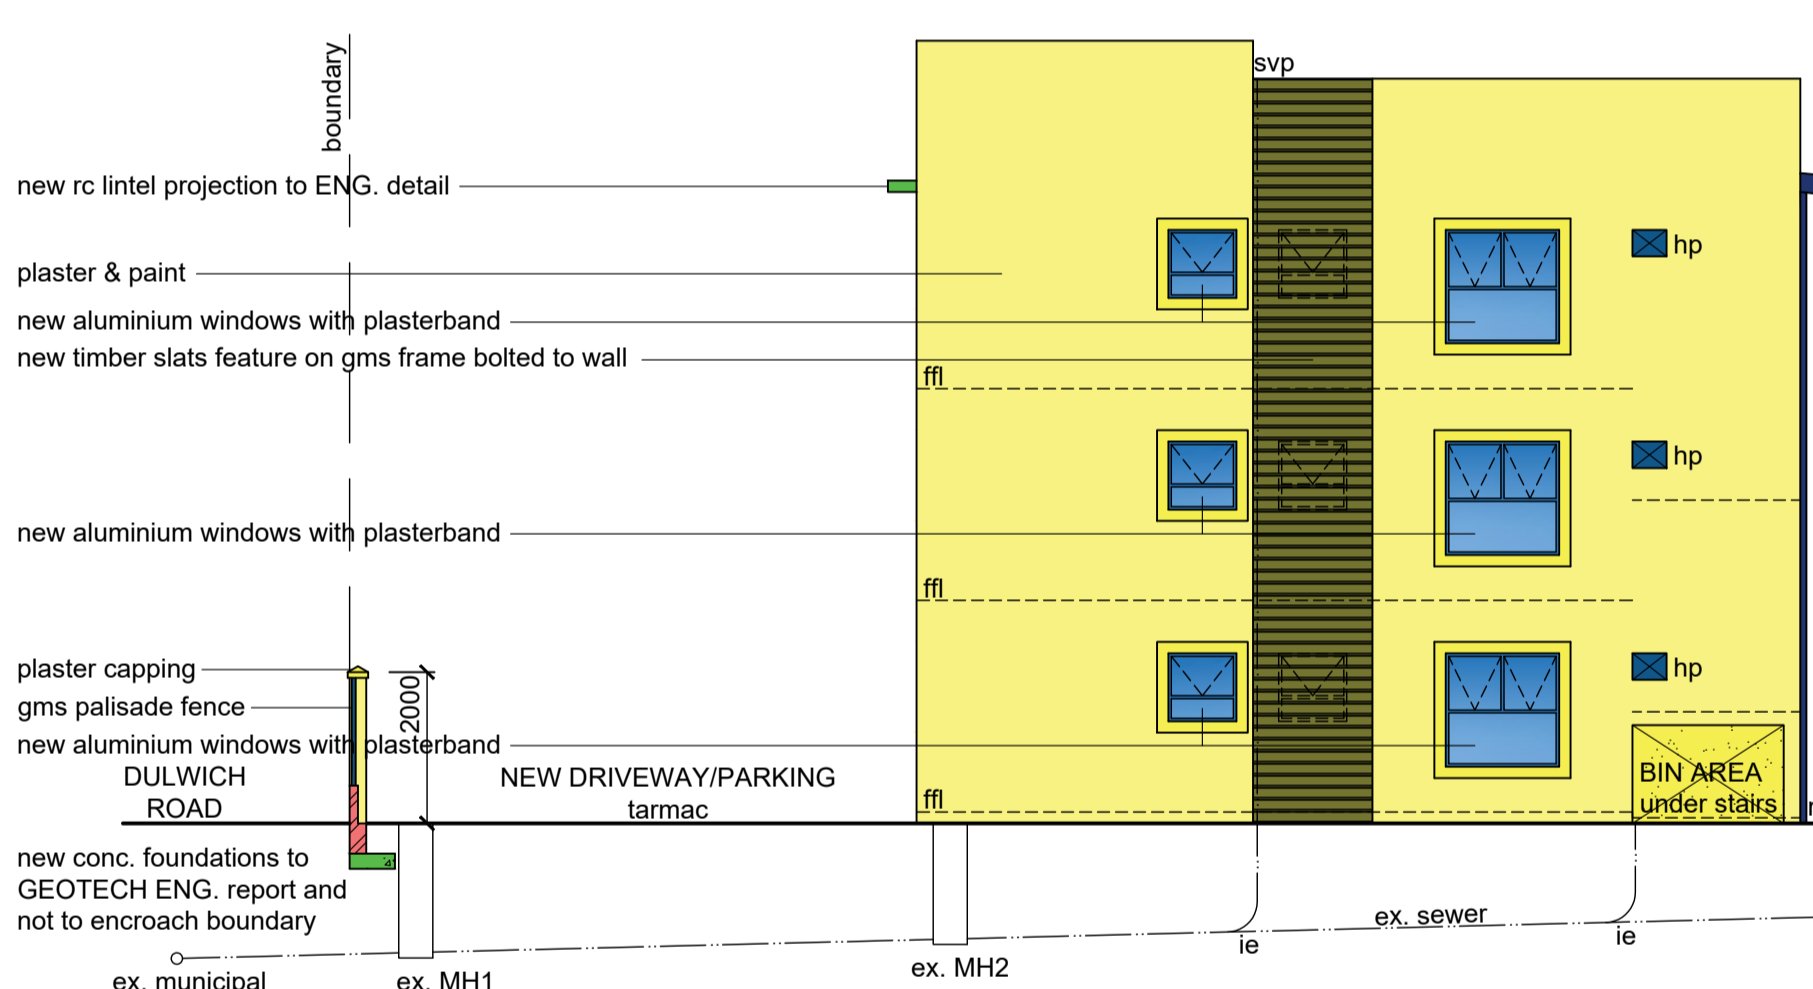 boundary
svp
new rc lintel projection to ENG. detail
hp
plaster & paint
new aluminium windows with plasterband
new timber slats feature on gms frame bolted to wall
ffl
hp
new aluminium windows with plasterband
ffl
plaster capping
hp
gms palisade fence
2000
new aluminium windows with plasterband
DULWICH
ROAD
NEW DRIVEWAY/PARKING
tarmac
ffl
BIN AREA
under stairs
new conc. foundations to
GEOTECH ENG. report and
not to encroach boundary
ex. sewer
ie
ie
ex. municipal
ex. MH1
ex. MH2